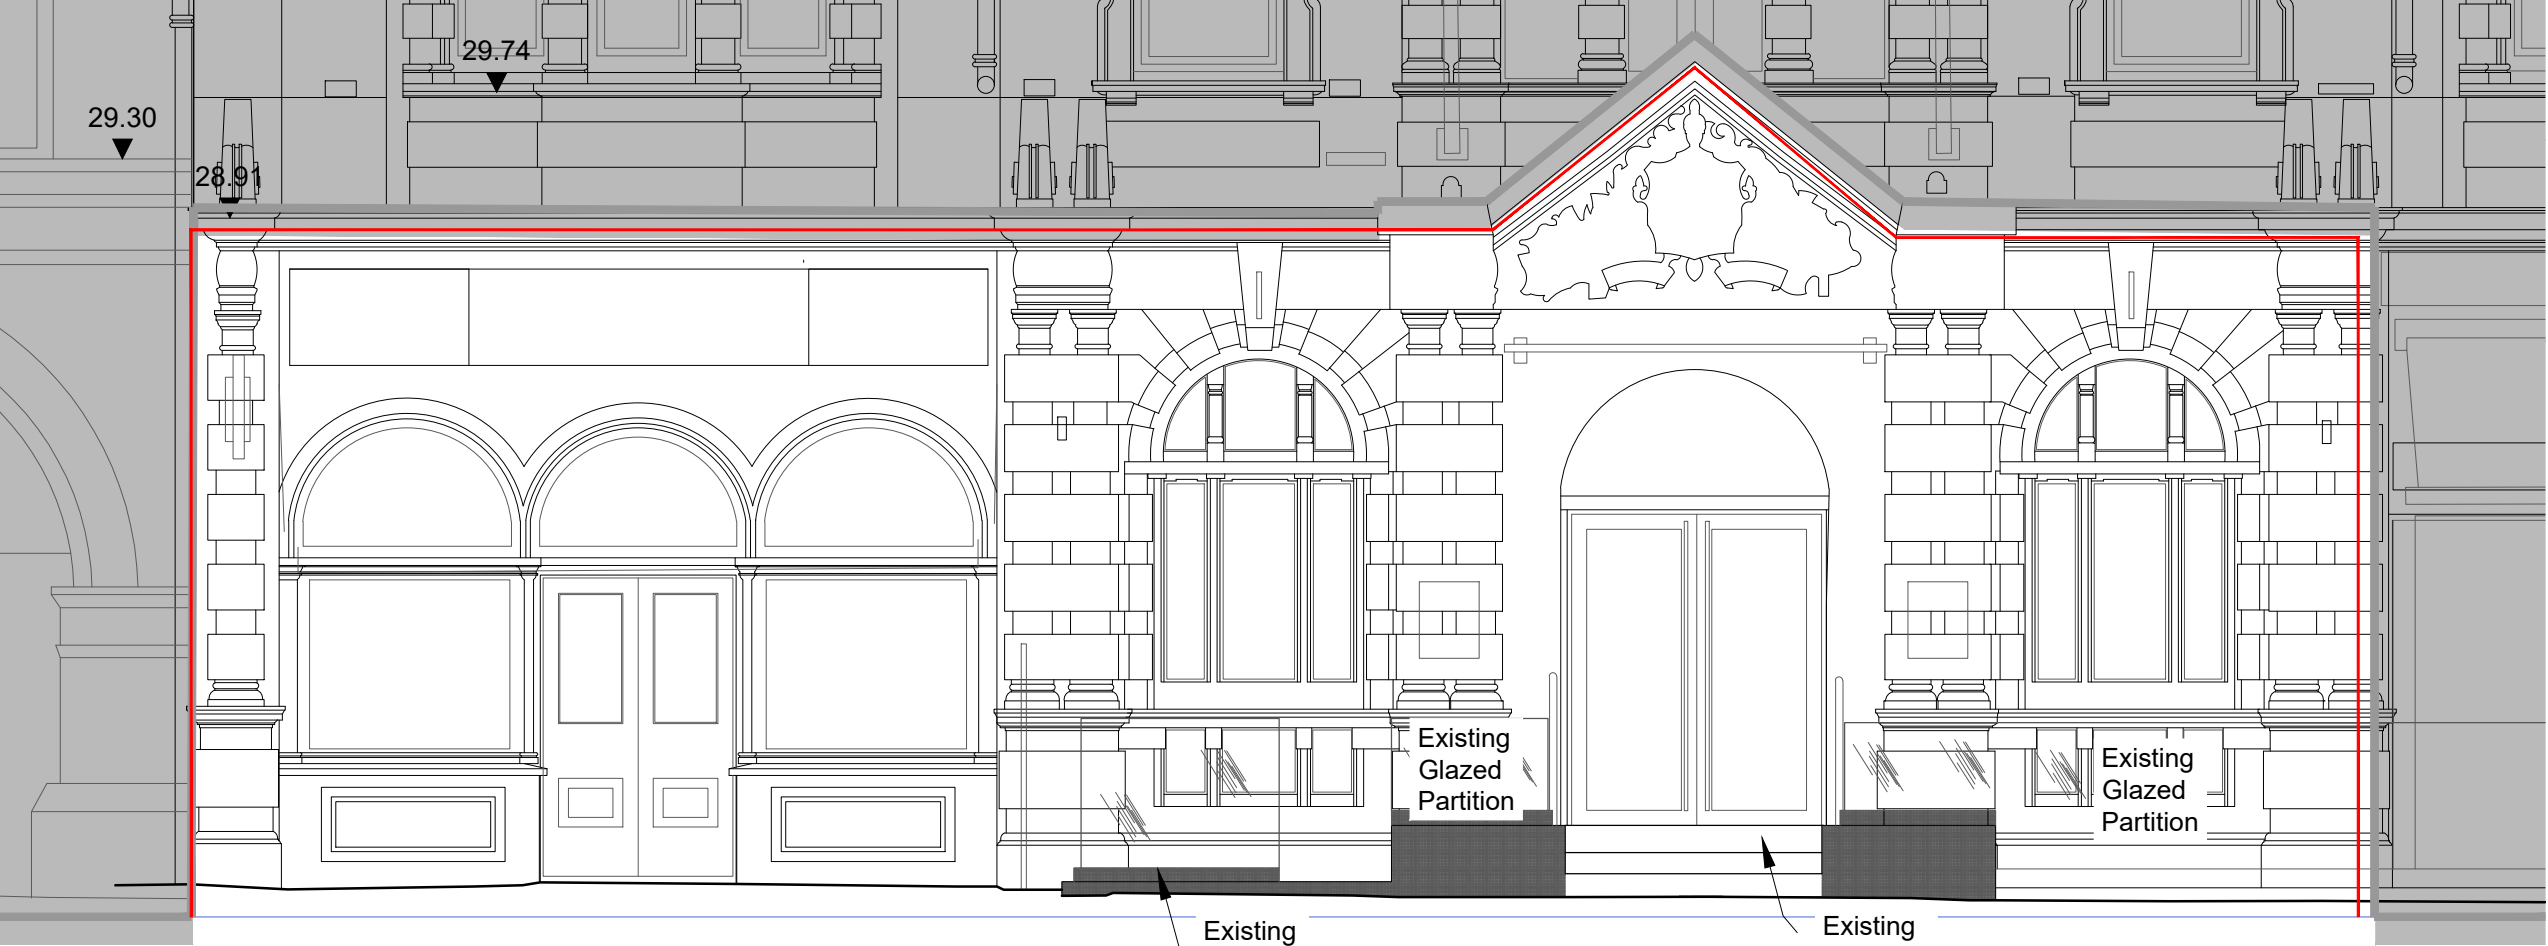 29.74
29.30
28.91
Existing
Glazed
Partition
Existing
Glazed
Partition
Existing
Existing